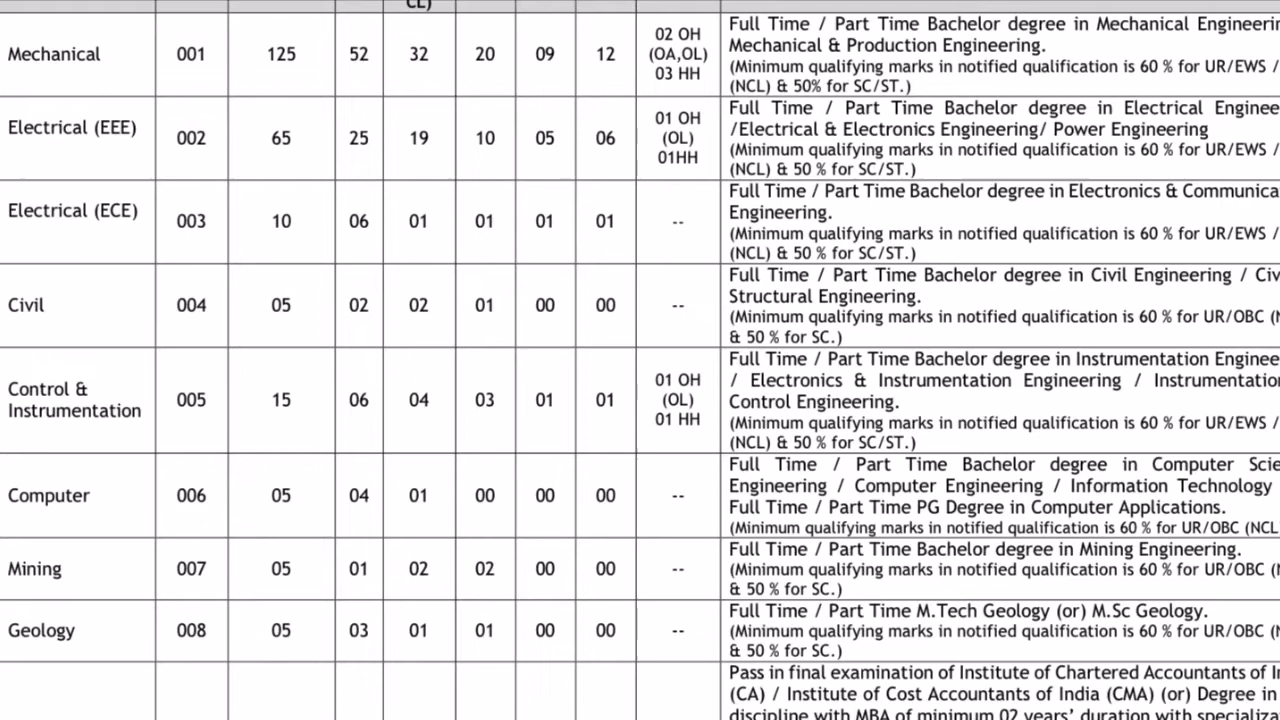 CL)
Mechanical 001 125 52 32 20 09 12
02 OH
(OA,OL)
03 HH
Full Time / Part Time Bachelor degree in Mechanical
Mechanical & Production Engineering.
(Minimum qualifying marks in notified qualification is 60 % for UR/EWS /
(NCL) & 50% for SC/ST.)
Electrical (EEE) 002 65 25 19 10 05 06
01 OH
(OL)
01HH
Full Time / Part Time Bachelor degree in Electrical
/Electrical & Electronics Engineering/ Power Engineering
(Minimum qualifying marks in notified qualification is 60 % for UR/EWS /
(NCL) & 50 % for SC/ST.)
Electrical (ECE) 003 10 06 01 01 01 01 --
Full Time / Part Time Bachelor degree in Electronics &
Engineering.
(Minimum qualifying marks in notified qualification is 60 % for UR/EWS /
(NCL) & 50 % for SC/ST.)
Civil 004 05 02 02 01 00 00 --
Full Time / Part Time Bachelor degree in Civil Engineering /
Structural Engineering.
(Minimum qualifying marks in notified qualification is 60 % for UR/OBC
& 50 % for SC.)
Control &
Instrumentation 005 15 06 04 03 01 01
01 OH
(OL)
01 HH
Full Time / Part Time Bachelor degree in Instrumentation
/ Electronics & Instrumentation Engineering /
Control Engineering.
(Minimum qualifying marks in notified qualification is 60 % for UR/EWS /
(NCL) & 50 % for SC/ST.)
Computer 006 05 04 01 00 00 00 --
Full Time / Part Time Bachelor degree in Computer
Engineering / Computer Engineering / Information Technology
Full Time / Part Time PG Degree in Computer Applications.
(Minimum qualifying marks in notified qualification is 60 % for UR/OBC (NCL
Mining 007 05 01 02 02 00 00 --
Full Time / Part Time Bachelor degree in Mining Engineering.
(Minimum qualifying marks in notified qualification is 60 % for UR/OBC
& 50 % for SC.)
Geology 008 05 03 01 01 00 00 --
Full Time / Part Time M.Tech Geology (or) M.Sc Geology.
(Minimum qualifying marks in notified qualification is 60 % for UR/OBC
& 50 % for SC.)
Pass in final examination of Institute of Chartered Accountants of
(CA) / Institute of Cost Accountants of India (CMA) (or) Degree in
discipline with MBA of minimum 02 years' duration with